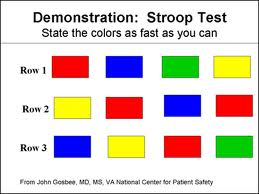 Demonstration:  Stroop Test
State the colors as fast as you can
Row 1
Row 2
Row 3
From John Gosbee, MD, MS, VA National Center for Patient Safety